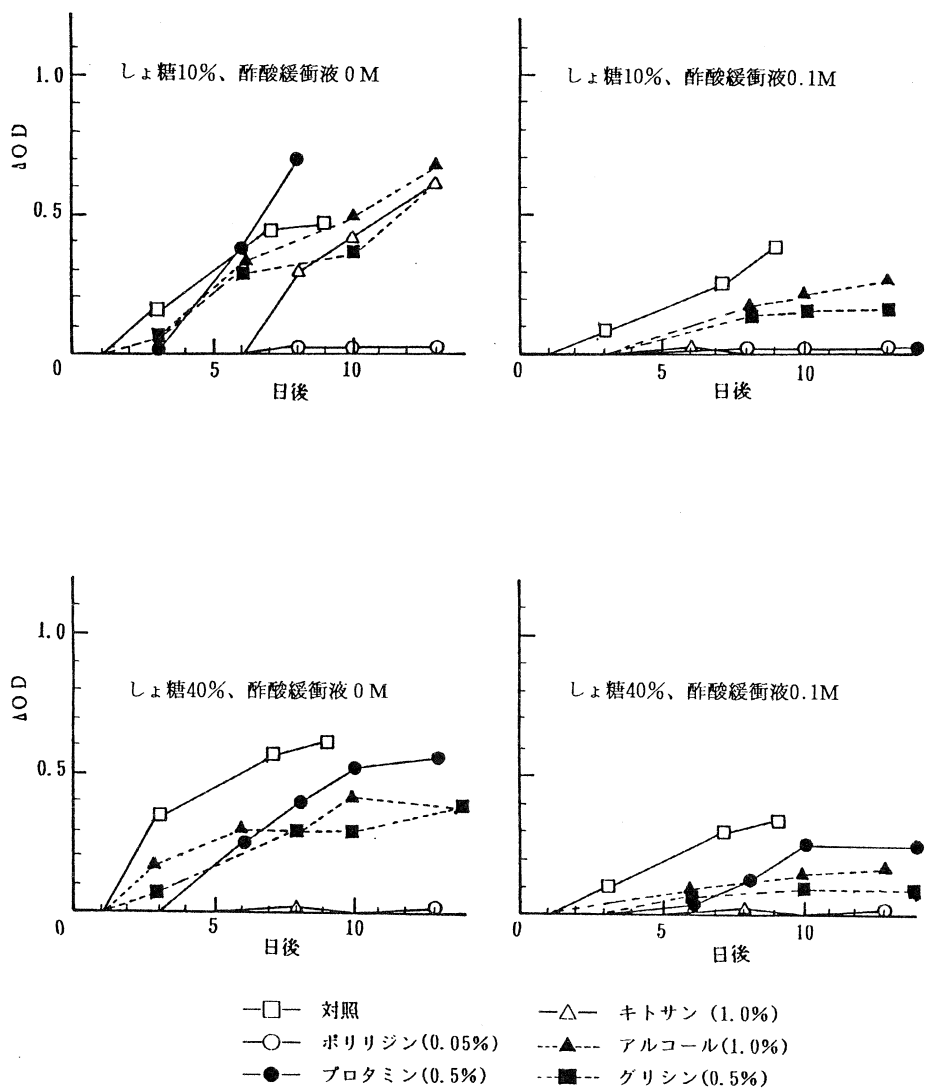 しょ糖10%、酢酸緩衝液 0 M
1.0
0.5
0
5
10
ΔOD
日後
しょ糖10%、酢酸緩衝液0.1M
0
5
10
日後
しょ糖40%、酢酸緩衝液 0 M
1.0
0.5
0
5
10
ΔOD
日後
しょ糖40%、酢酸緩衝液0.1M
0
5
10
日後
対照
ポリリジン(0.05%)
プロタミン(0.5%)
キトサン (1.0%)
アルコール(1.0%)
グリシン(0.5%)